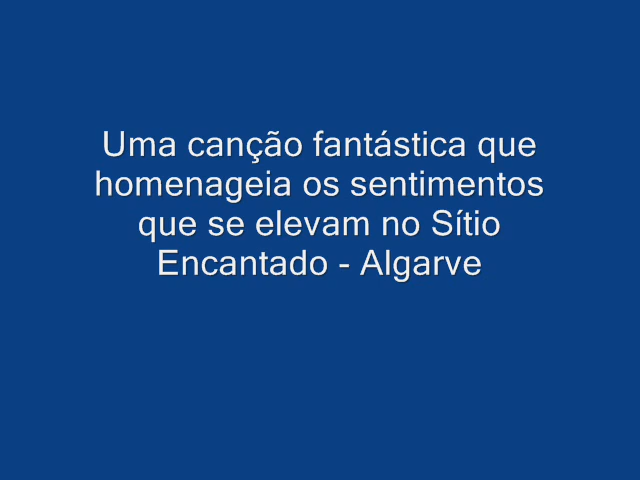 Uma canção fantástica que
homenageia os sentimentos
que se elevam no Sítio
Encantado - Algarve